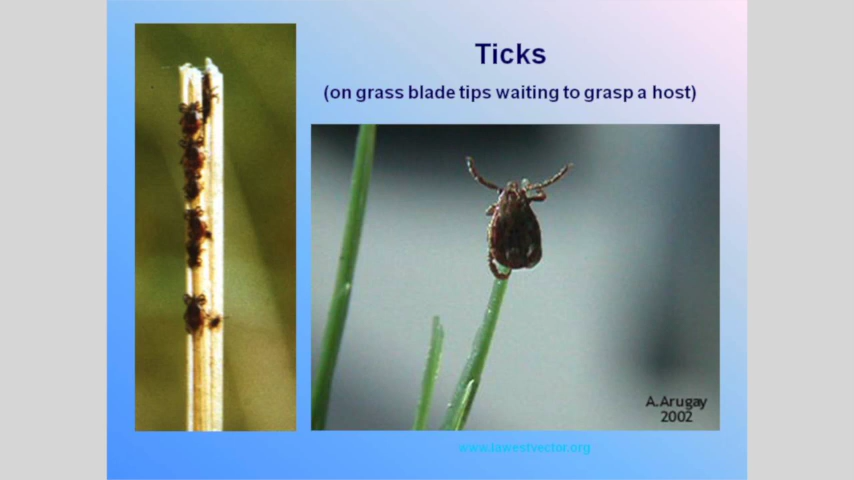 Ticks
(on grass blade tips waiting to grasp a host)
A.Arugay
2002
www.lawestvector.org